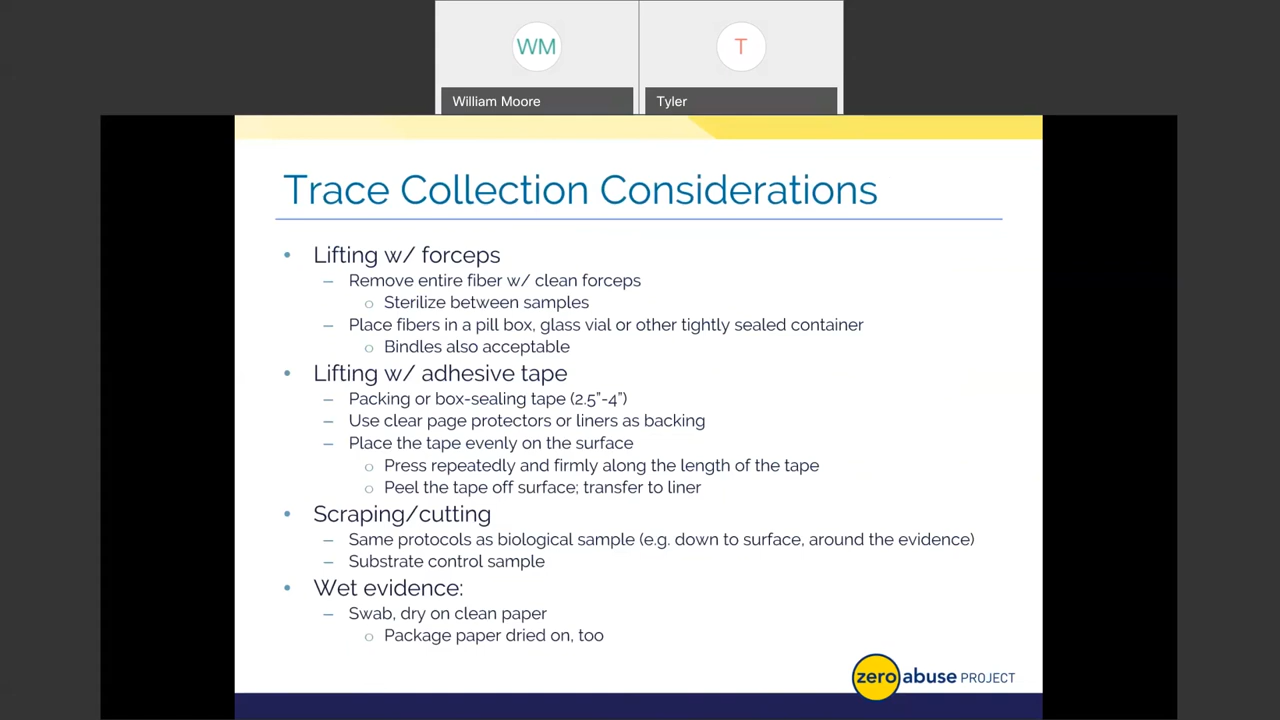 WM
T
William Moore
Tyler
Trace Collection Considerations
• Lifting w/ forceps
– Remove entire fiber w/ clean forceps
○ Sterilize between samples
– Place fibers in a pill box, glass vial or other tightly sealed container
○ Bindles also acceptable
• Lifting w/ adhesive tape
– Packing or box-sealing tape (2.5”-4”)
– Use clear page protectors or liners as backing
– Place the tape evenly on the surface
○ Press repeatedly and firmly along the length of the tape
○ Peel the tape off surface; transfer to liner
• Scraping/cutting
– Same protocols as biological sample (e.g. down to surface, around the evidence)
– Substrate control sample
• Wet evidence:
– Swab, dry on clean paper
○ Package paper dried on, too
zero abuse PROJECT